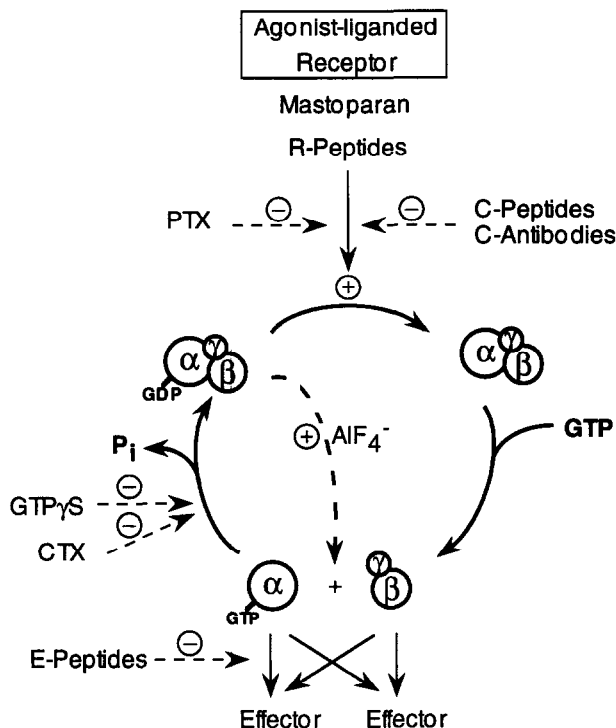 Agonist-liganded
Receptor
Mastoparan
R-Peptides
PTX
−
−
C-Peptides
C-Antibodies
+
α γ β
GDP
α γ β
+ AlF₄⁻
GTP
Pi
GTPγS
−
−
CTX
α
GTP
+
γ
β
E-Peptides
−
Effector Effector